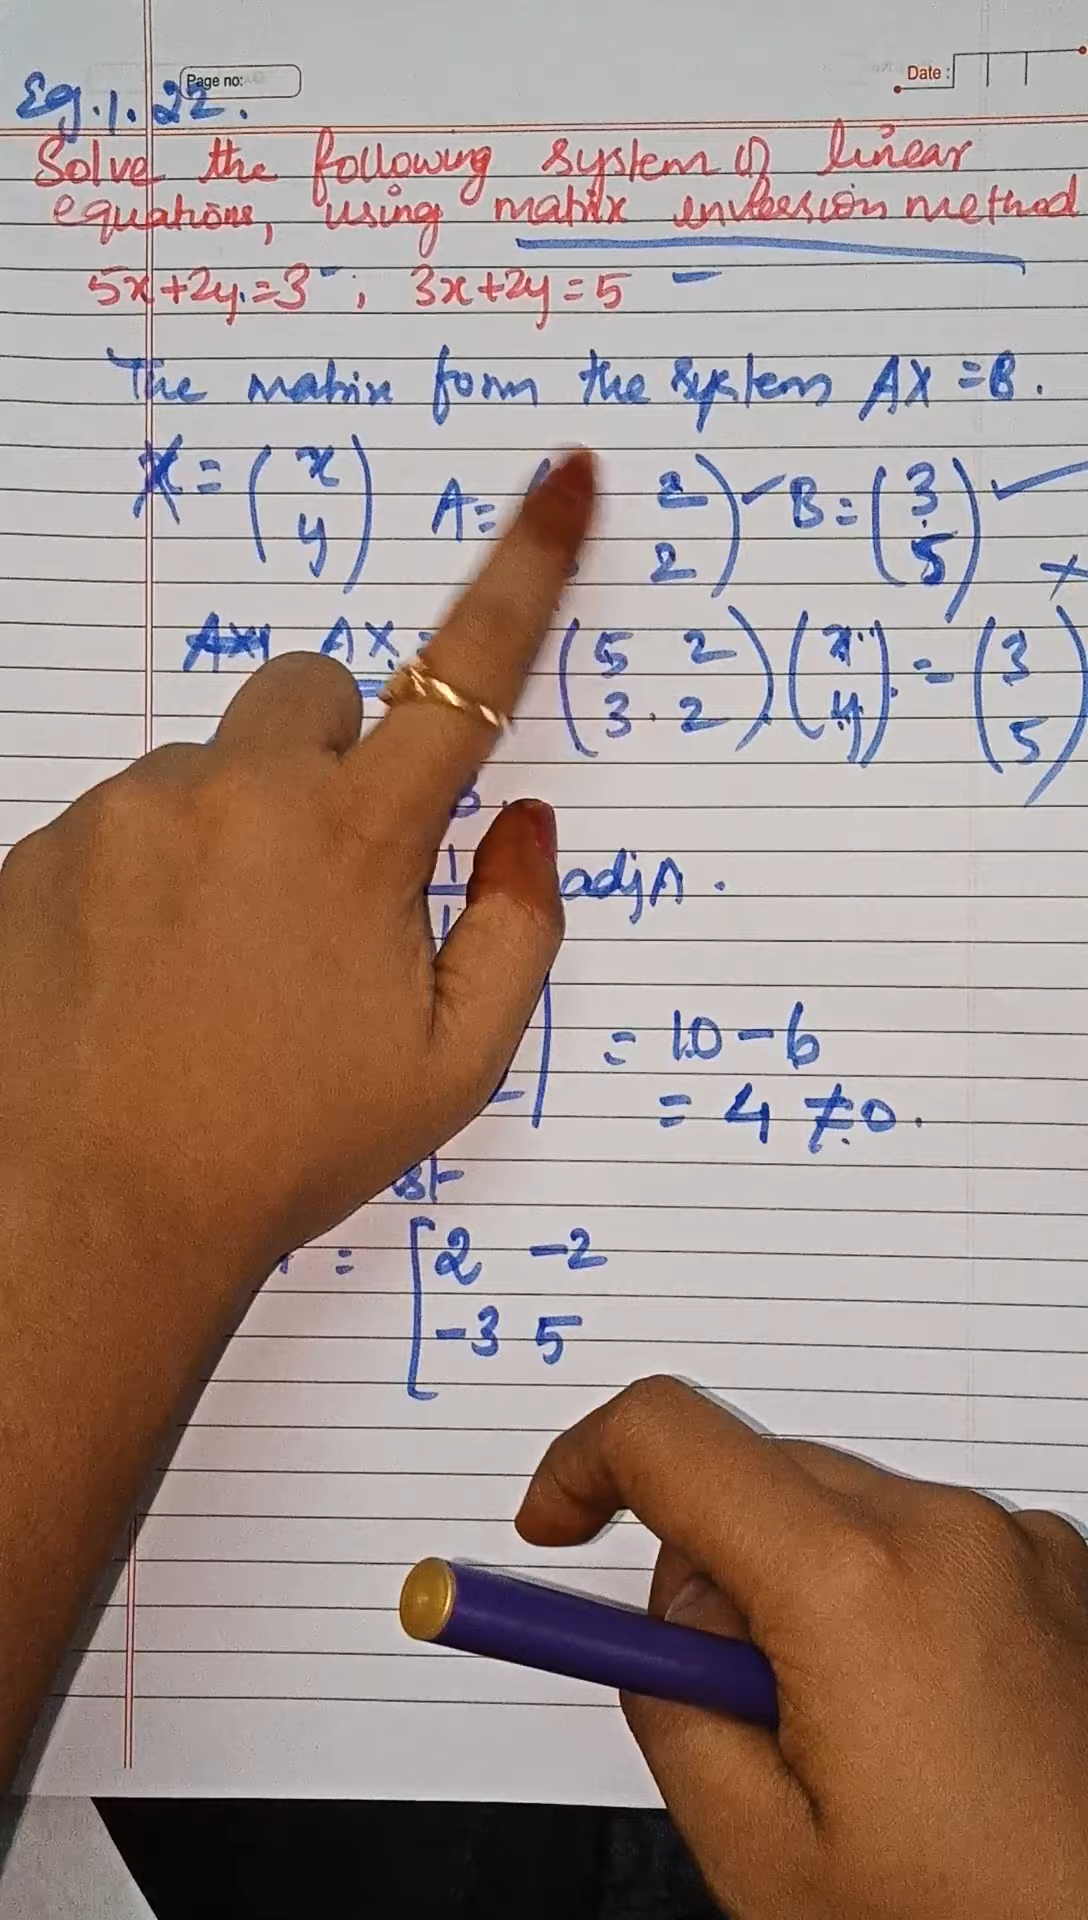 Page no:
Date :
Eg.1.22.
Solve the following system of linear
equations, using matrix inversion method
5x+2y=3 ; 3x+2y=5
The matrix form the system AX =B.
X = ( x y ) A= 2 2 B= ( 3 5 )
AX ( 5 2 3 2 ) ( x y ) = ( 3 5 )
1 adjA .
= 10-6
= 4 ≠0.
= [ 2 -2
-3 5